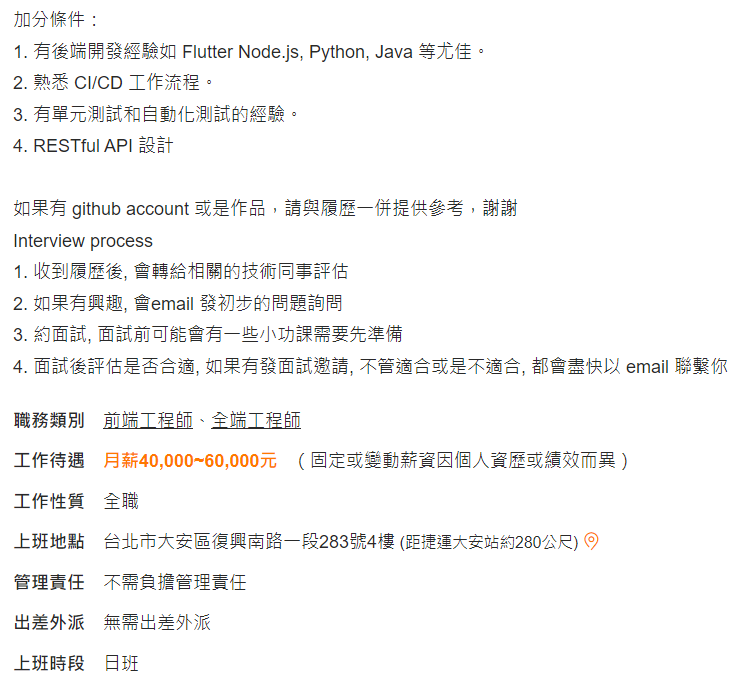 加分條件：
1. 有後端開發經驗如 Flutter Node.js, Python, Java 等尤佳。
2. 熟悉 CI/CD 工作流程。
3. 有單元測試和自動化測試的經驗。
4. RESTful API 設計
如果有 github account 或是作品，請與履歷一併提供參考，謝謝
Interview process
1. 收到履歷後, 會轉給相關的技術同事評估
2. 如果有興趣, 會email 發初步的問題詢問
3. 約面試, 面試前可能會有一些小功課需要先準備
4. 面試後評估是否合適, 如果有發面試邀請, 不管適合或是不適合, 都會盡快以 email 聯繫你
職務類別 前端工程師、全端工程師
工作待遇 月薪40,000~60,000元 （固定或變動薪資因個人資歷或績效而異）
工作性質 全職
上班地點 台北市大安區復興南路一段283號4樓 (距捷運大安站約280公尺)
管理責任 不需負擔管理責任
出差外派 無需出差外派
上班時段 日班